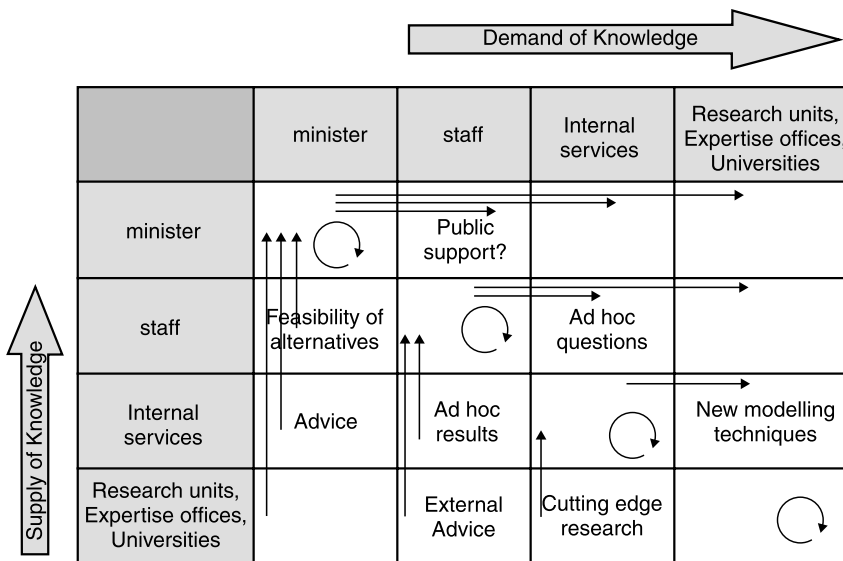 Demand of Knowledge
minister
staff
Internal
services
Research units,
Expertise offices,
Universities
minister
Public
support?
staff
Feasibility of
alternatives
Ad hoc
questions
Internal
services
Advice
Ad hoc
results
New modelling
techniques
Research units,
Expertise offices,
Universities
External
Advice
Cutting edge
research
Supply of Knowledge